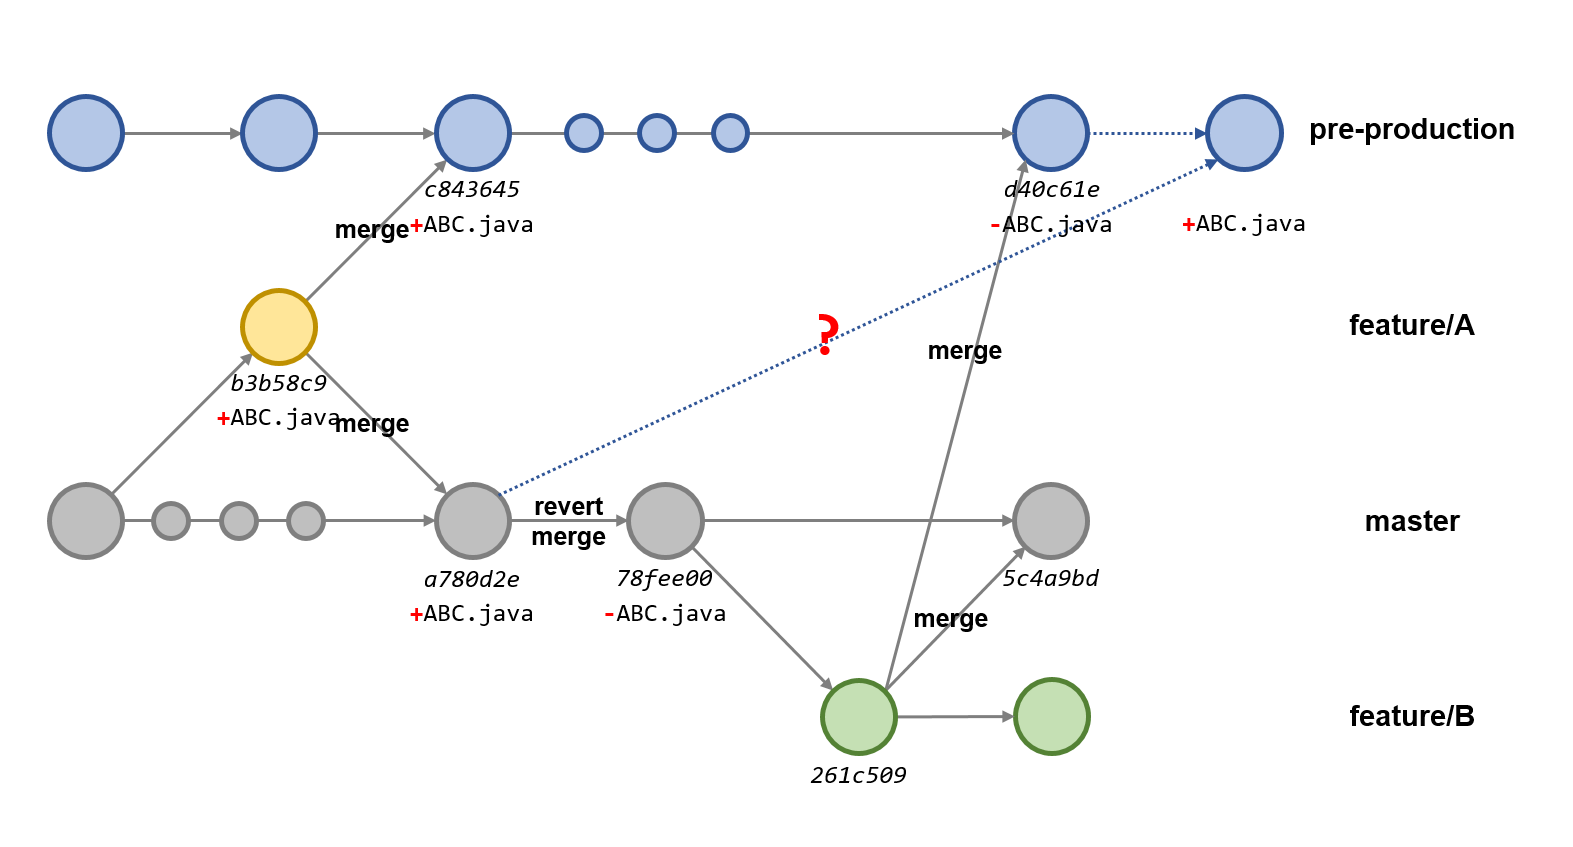 pre-production
c843645
+ABC.java
merge
d40c61e
-ABC.java
+ABC.java
feature/A
?
merge
b3b58c9
+ABC.java
merge
revert
merge
master
a780d2e
+ABC.java
78fee00
-ABC.java
5c4a9bd
merge
feature/B
261c509